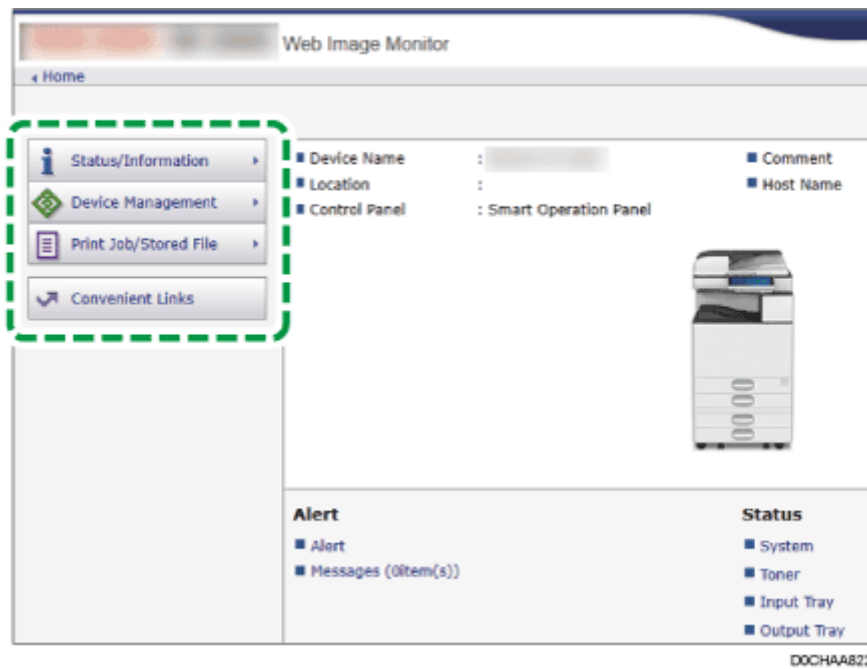 Web Image Monitor
Home
Status/Information
Device Management
Print Job/Stored File
Convenient Links
Device Name :
Location :
Control Panel : Smart Operation Panel
Comment
Host Name
Alert
Alert
Messages (0item(s))
Status
System
Toner
Input Tray
Output Tray